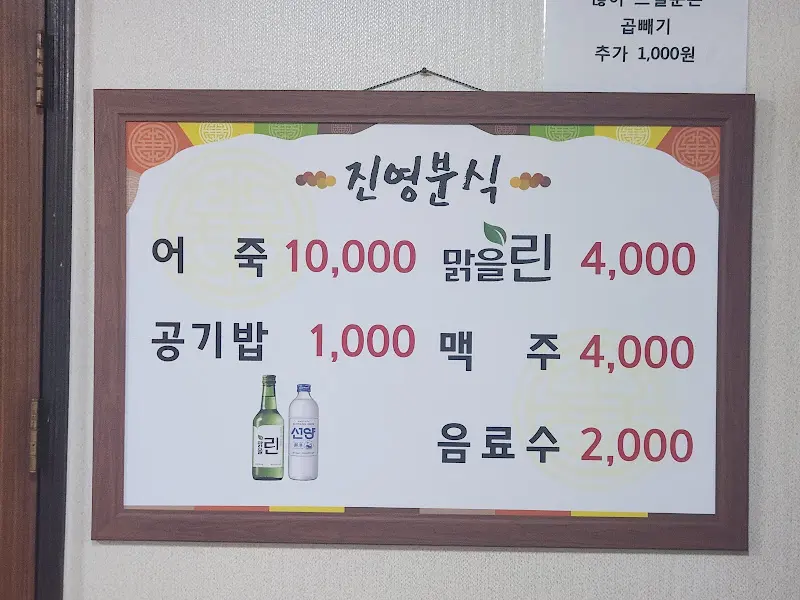 곱빼기
추가 1,000원
진영분식
어 죽 10,000 맑을린 4,000
공기밥 1,000 맥 주 4,000
음료수 2,000
맑을린
선양